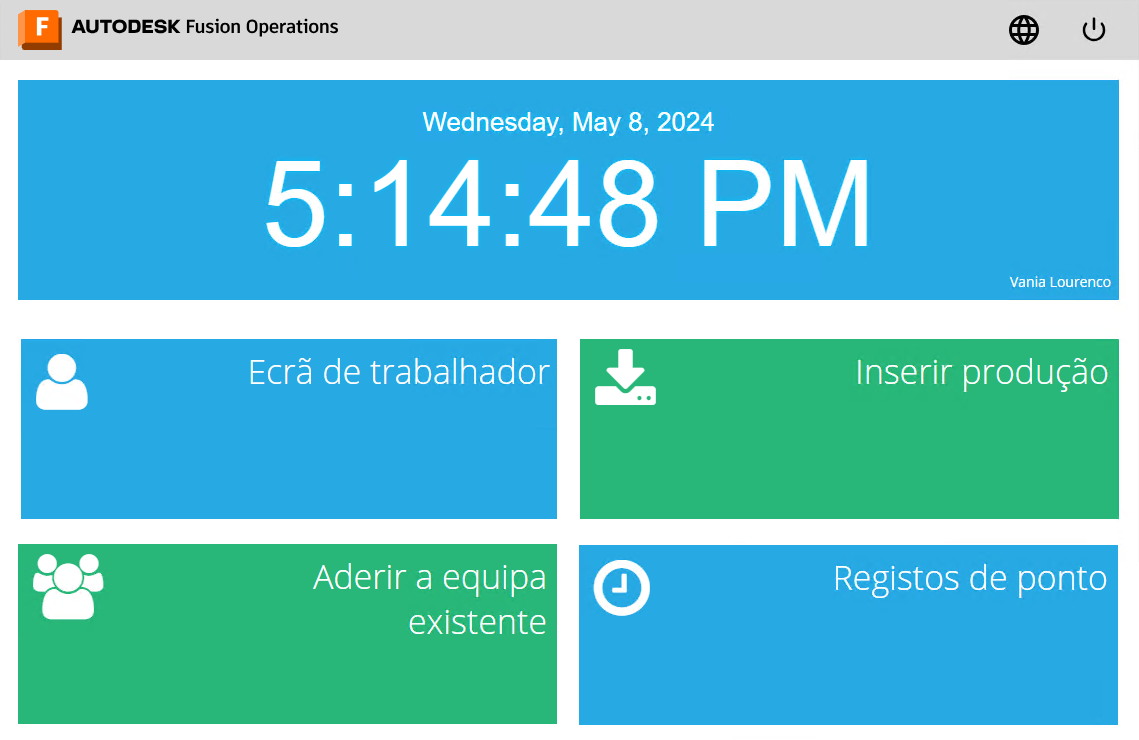 F AUTODESK Fusion Operations
Wednesday, May 8, 2024
5:14:48 PM
Vania Lourenco
Ecrã de trabalhador
Inserir produção
Aderir a equipa
existente
Registos de ponto